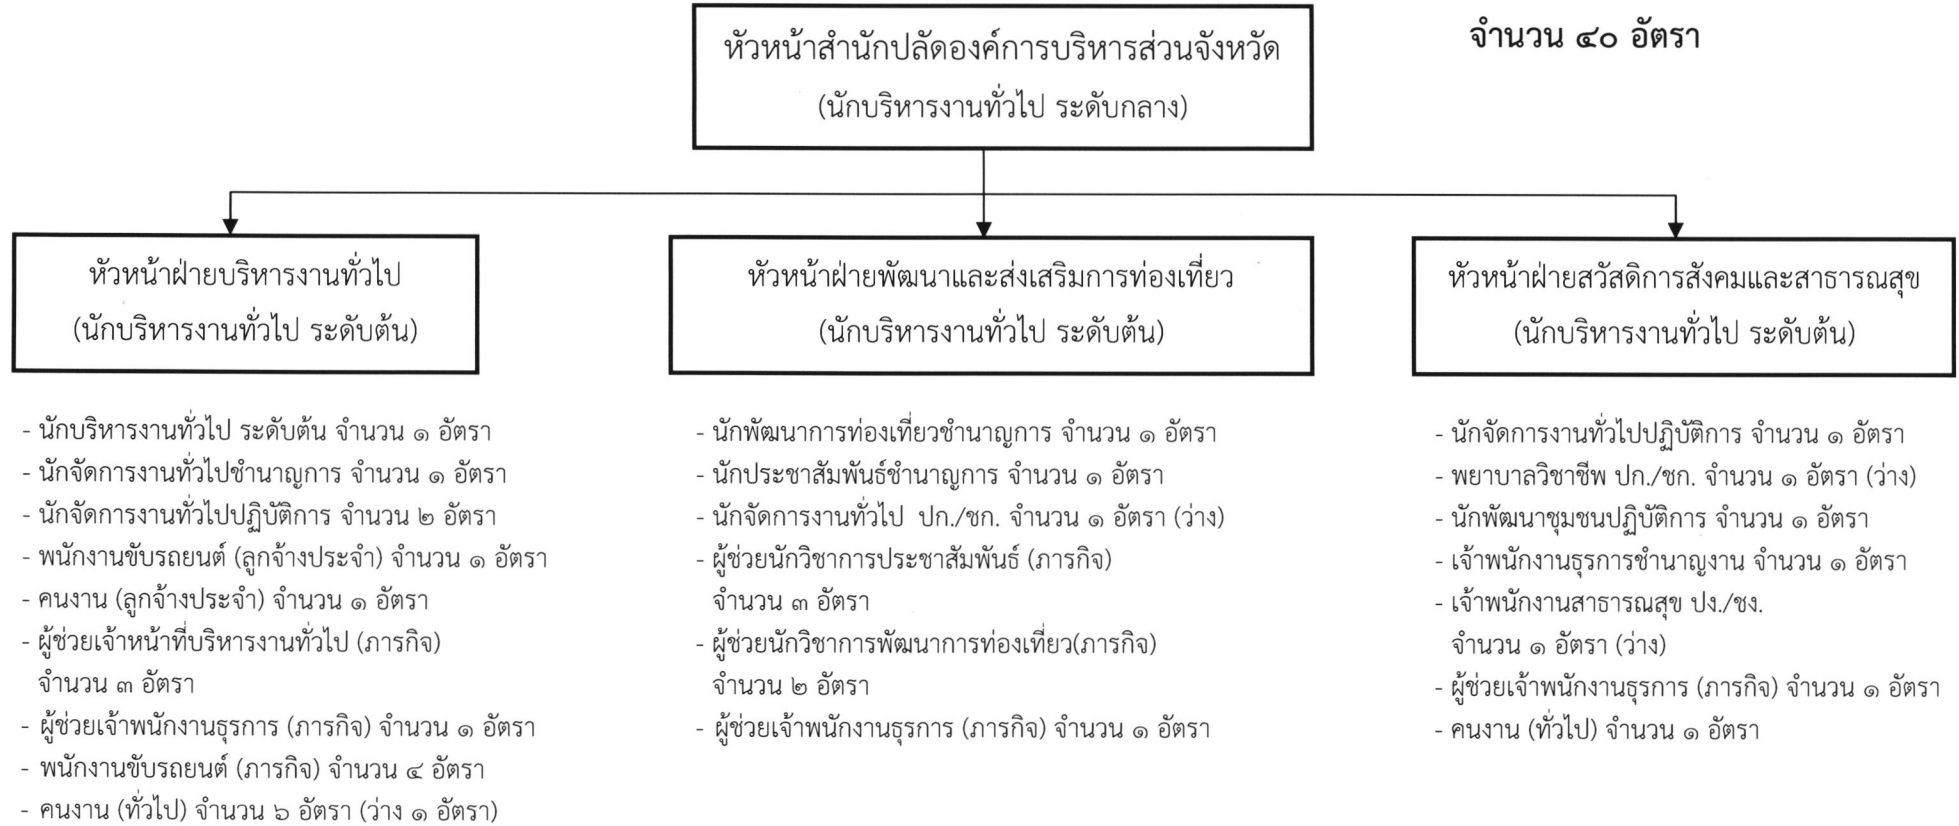 หัวหน้าสำนักปลัดองค์การบริหารส่วนจังหวัด
(นักบริหารงานทั่วไป ระดับกลาง)
จำนวน ๔๐ อัตรา
หัวหน้าฝ่ายบริหารงานทั่วไป
(นักบริหารงานทั่วไป ระดับต้น)
- นักบริหารงานทั่วไป ระดับต้น จำนวน ๑ อัตรา
- นักจัดการงานทั่วไปชำนาญการ จำนวน ๑ อัตรา
- นักจัดการงานทั่วไปปฏิบัติการ จำนวน ๒ อัตรา
- พนักงานขับรถยนต์ (ลูกจ้างประจำ) จำนวน ๑ อัตรา
- คนงาน (ลูกจ้างประจำ) จำนวน ๑ อัตรา
- ผู้ช่วยเจ้าหน้าที่บริหารงานทั่วไป (ภารกิจ)
จำนวน ๓ อัตรา
- ผู้ช่วยเจ้าพนักงานธุรการ (ภารกิจ) จำนวน ๑ อัตรา
- พนักงานขับรถยนต์ (ภารกิจ) จำนวน ๔ อัตรา
- คนงาน (ทั่วไป) จำนวน ๖ อัตรา (ว่าง ๑ อัตรา)
หัวหน้าฝ่ายพัฒนาและส่งเสริมการท่องเที่ยว
(นักบริหารงานทั่วไป ระดับต้น)
- นักพัฒนาการท่องเที่ยวชำนาญการ จำนวน ๑ อัตรา
- นักประชาสัมพันธ์ชำนาญการ จำนวน ๑ อัตรา
- นักจัดการงานทั่วไป ปก./ชก. จำนวน ๑ อัตรา (ว่าง)
- ผู้ช่วยนักวิชาการประชาสัมพันธ์ (ภารกิจ)
จำนวน ๓ อัตรา
- ผู้ช่วยนักวิชาการพัฒนาการท่องเที่ยว(ภารกิจ)
จำนวน ๒ อัตรา
- ผู้ช่วยเจ้าพนักงานธุรการ (ภารกิจ) จำนวน ๑ อัตรา
หัวหน้าฝ่ายสวัสดิการสังคมและสาธารณสุข
(นักบริหารงานทั่วไป ระดับต้น)
- นักจัดการงานทั่วไปปฏิบัติการ จำนวน ๑ อัตรา
- พยาบาลวิชาชีพ ปก./ชก. จำนวน ๑ อัตรา (ว่าง)
- นักพัฒนาชุมชนปฏิบัติการ จำนวน ๑ อัตรา
- เจ้าพนักงานธุรการชำนาญงาน จำนวน ๑ อัตรา
- เจ้าพนักงานสาธารณสุข ปง./ชง.
จำนวน ๑ อัตรา (ว่าง)
- ผู้ช่วยเจ้าพนักงานธุรการ (ภารกิจ) จำนวน ๑ อัตรา
- คนงาน (ทั่วไป) จำนวน ๑ อัตรา